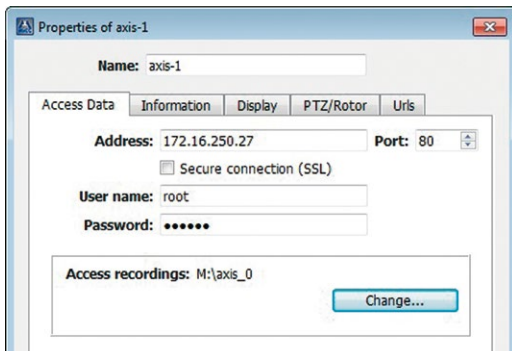 Properties of axis-1
Name: axis-1
Access Data Information Display PTZ/Rotor Urls
Address: 172.16.250.27 Port: 80
Secure connection (SSL)
User name: root
Password: ••••••
Access recordings: M:\axis_0
Change...